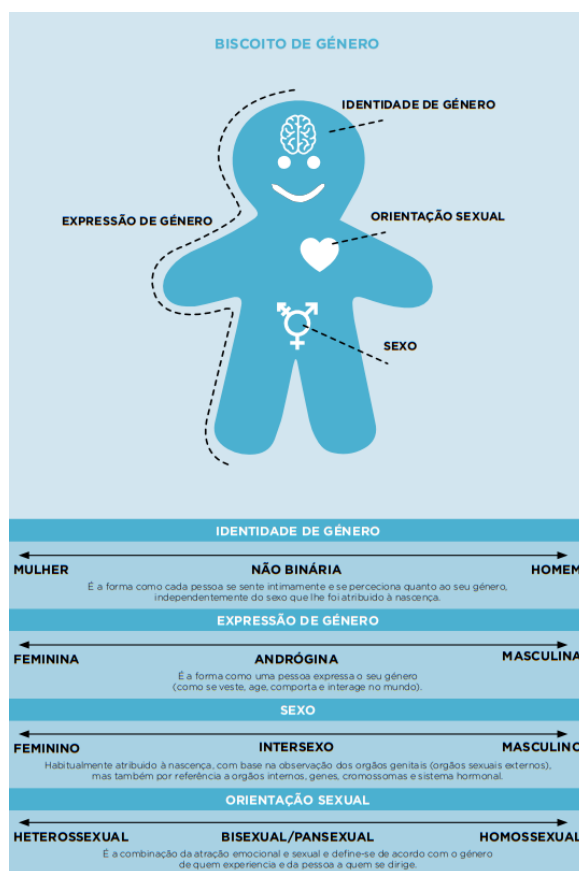 BISCOITO DE GÉNERO
IDENTIDADE DE GÉNERO
EXPRESSÃO DE GÉNERO
ORIENTAÇÃO SEXUAL
SEXO
IDENTIDADE DE GÉNERO
MULHER NÃO BINÁRIA HOMEM
É a forma como cada pessoa se sente intimamente e se perceciona quanto ao seu género,
independentemente do sexo que lhe foi atribuido à nascença.
EXPRESSÃO DE GÉNERO
FEMININA ANDRÓGINA MASCULINA
É a forma como uma pessoa expressa o seu género
(como se veste, age, comporta e interage no mundo).
SEXO
FEMININO INTERSEXO MASCULINO
Habitualmente atribuido à nascença, com base na observação dos orgãos genitais (orgãos sexuais externos),
mas também por referência a orgãos internos, genes, cromossomas e sistema hormonal.
ORIENTAÇÃO SEXUAL
HETEROSSEXUAL BISEXUAL/PANSEXUAL HOMOSSEXUAL
É a combinação da atração emocional e sexual e define-se de acordo com o género
de quem experiencia e da pessoa a quem se dirige.